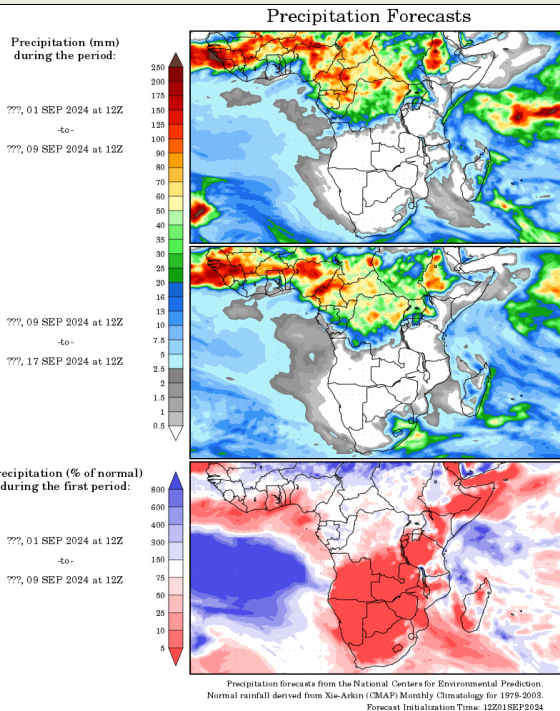 Precipitation Forecasts
Precipitation (mm)
during the period:
???, 01 SEP 2024 at 12Z
-to-
???, 09 SEP 2024 at 12Z
250
200
175
150
125
100
90
80
70
60
50
40
35
30
25
20
16
13
10
7.5
5
2.5
2
1.5
1
0.5
???, 09 SEP 2024 at 12Z
-to-
???, 17 SEP 2024 at 12Z
recipitation (% of normal)
during the first period:
???, 01 SEP 2024 at 12Z
-to-
???, 09 SEP 2024 at 12Z
800
600
400
300
150
75
50
25
10
5
Precipitation forecasts from the National Centers for Environmental Prediction.
Normal rainfall derived from Xie-Arkin (CMAP) Monthly Climatology for 1979-2003.
Forecast Initialization Time: 12Z01SEP2024